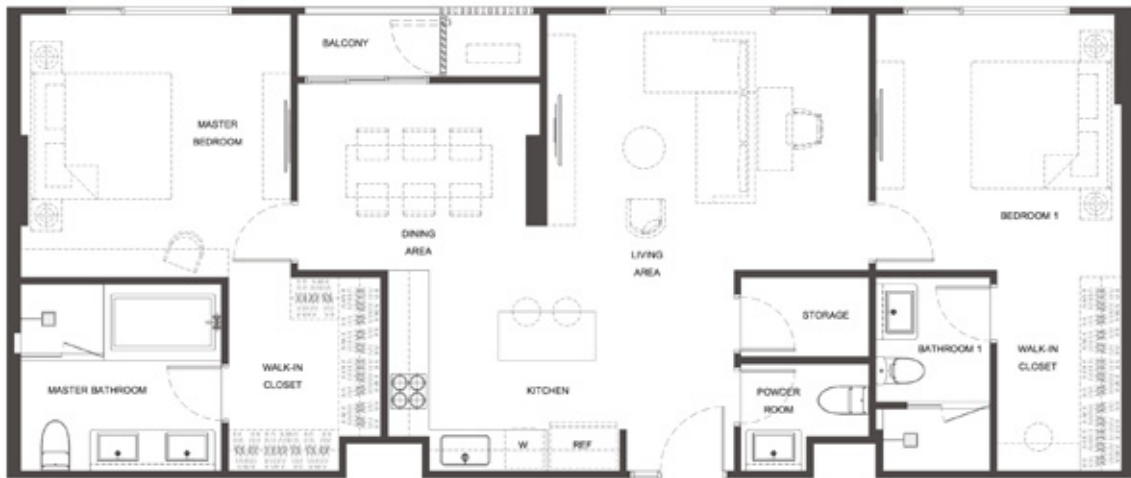 BALCONY
MASTER
BEDROOM
DINING
AREA
LIVING
AREA
BEDROOM 1
STORAGE
BATHROOM 1
WALK-IN
CLOSET
MASTER BATHROOM
WALK-IN
CLOSET
KITCHEN
POWDER
ROOM
W
REF